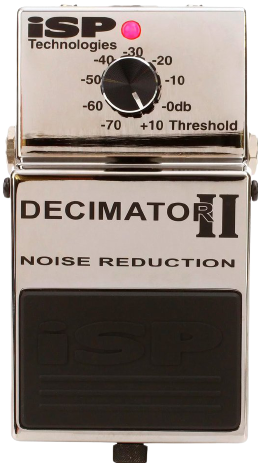 iSP
Technologies
-30
-40 -20
-50 -10
-60 -0db
-70 +10 Threshold
DECIMATOR II
NOISE REDUCTION
iSP